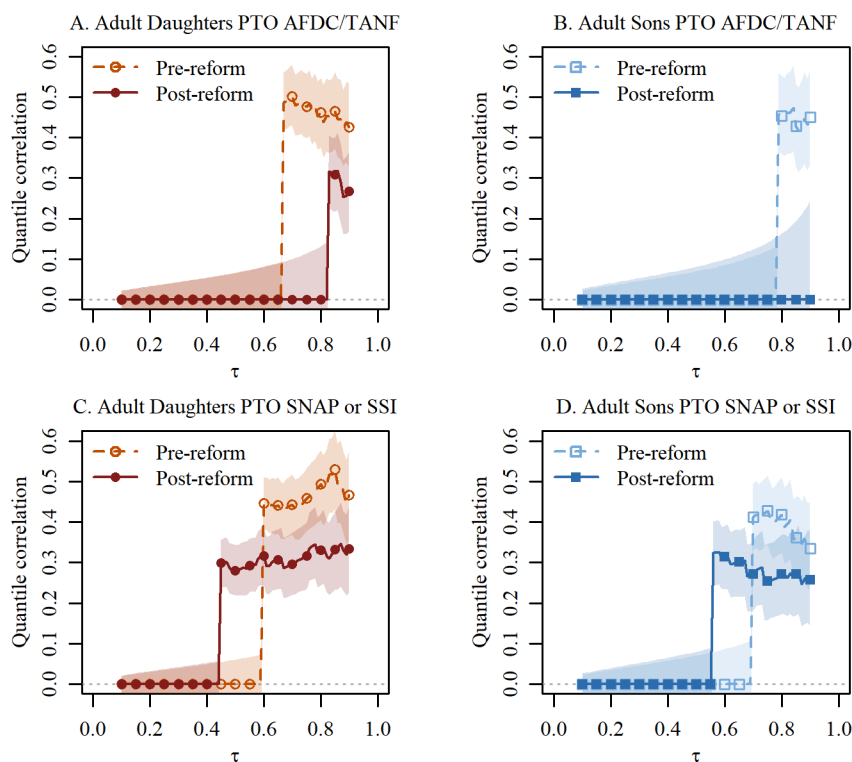 A. Adult Daughters PTO AFDC/TANF
Quantile correlation
0.0 0.1 0.2 0.3 0.4 0.5 0.6
Pre-reform
Post-reform
0.0 0.2 0.4 0.6 0.8 1.0
τ
B. Adult Sons PTO AFDC/TANF
Quantile correlation
0.0 0.1 0.2 0.3 0.4 0.5 0.6
Pre-reform
Post-reform
0.0 0.2 0.4 0.6 0.8 1.0
τ
C. Adult Daughters PTO SNAP or SSI
Quantile correlation
0.0 0.1 0.2 0.3 0.4 0.5 0.6
Pre-reform
Post-reform
0.0 0.2 0.4 0.6 0.8 1.0
τ
D. Adult Sons PTO SNAP or SSI
Quantile correlation
0.0 0.1 0.2 0.3 0.4 0.5 0.6
Pre-reform
Post-reform
0.0 0.2 0.4 0.6 0.8 1.0
τ